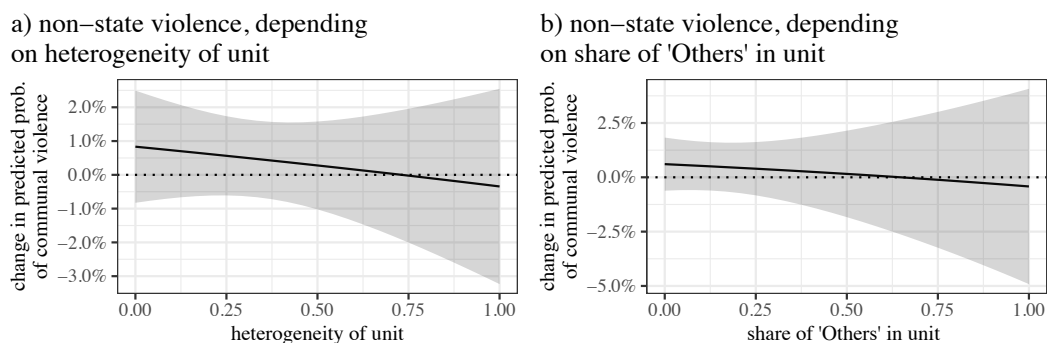 a) non−state violence, depending
on heterogeneity of unit
change in predicted prob.
of communal violence
2.0%
1.0%
0.0%
−1.0%
−2.0%
−3.0%
0.00 0.25 0.50 0.75 1.00
heterogeneity of unit
b) non−state violence, depending
on share of 'Others' in unit
change in predicted prob.
of communal violence
2.5%
0.0%
−2.5%
−5.0%
0.00 0.25 0.50 0.75 1.00
share of 'Others' in unit